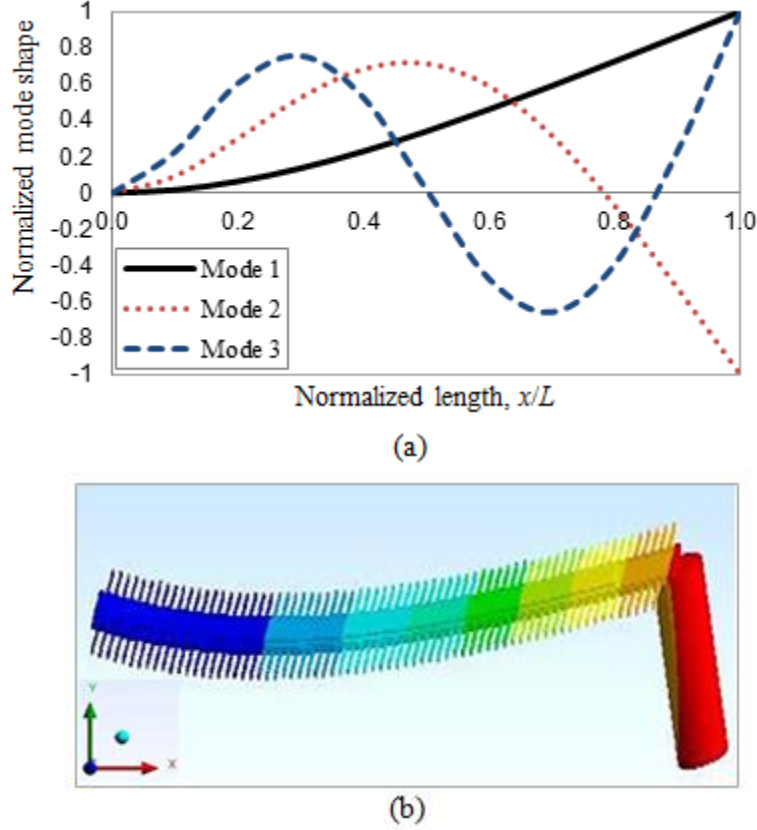 Normalized mode shape
1
0.8
0.6
0.4
0.2
0
-0.2
-0.4
-0.6
-0.8
-1
0.0 0.2 0.4 0.6 0.8 1.0
Mode 1
Mode 2
Mode 3
Normalized length, x/L
(a)
Y
X
(b)